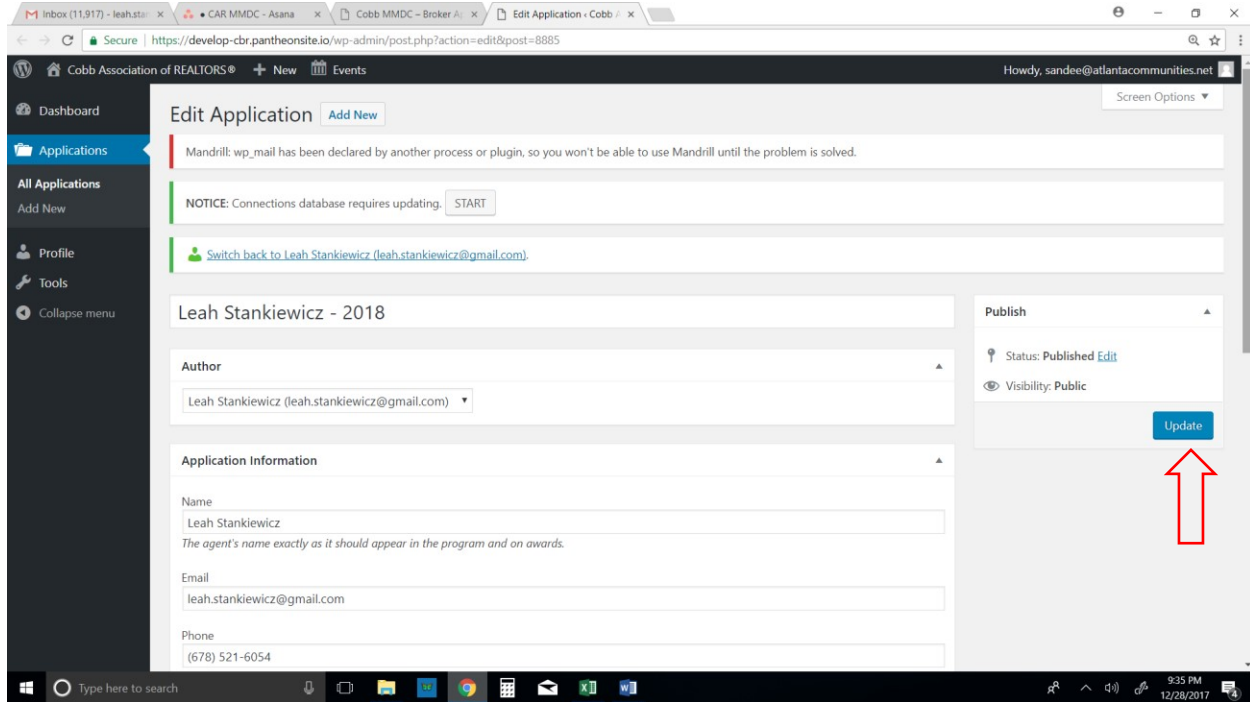 Inbox (11,917) - leah.star
● CAR MMDC - Asana
Cobb MMDC – Broker A
Edit Application ‹ Cobb A
Secure | https://develop-cbr.pantheonsite.io/wp-admin/post.php?action=edit&post=8885
Cobb Association of REALTORS® + New Events
Howdy, sandee@atlantacommunities.net
Dashboard
Applications
All Applications
Add New
Profile
Tools
Collapse menu
Screen Options ▼
Edit Application Add New
Mandrill: wp_mail has been declared by another process or plugin, so you won't be able to use Mandrill until the problem is solved.
NOTICE: Connections database requires updating. START
Switch back to Leah Stankiewicz (leah.stankiewicz@gmail.com).
Leah Stankiewicz - 2018
Author
Leah Stankiewicz (leah.stankiewicz@gmail.com) ▼
Application Information
Name
Leah Stankiewicz
The agent's name exactly as it should appear in the program and on awards.
Email
leah.stankiewicz@gmail.com
Phone
(678) 521-6054
Publish
Status: Published Edit
Visibility: Public
Update
Type here to search
9:35 PM
12/28/2017
4